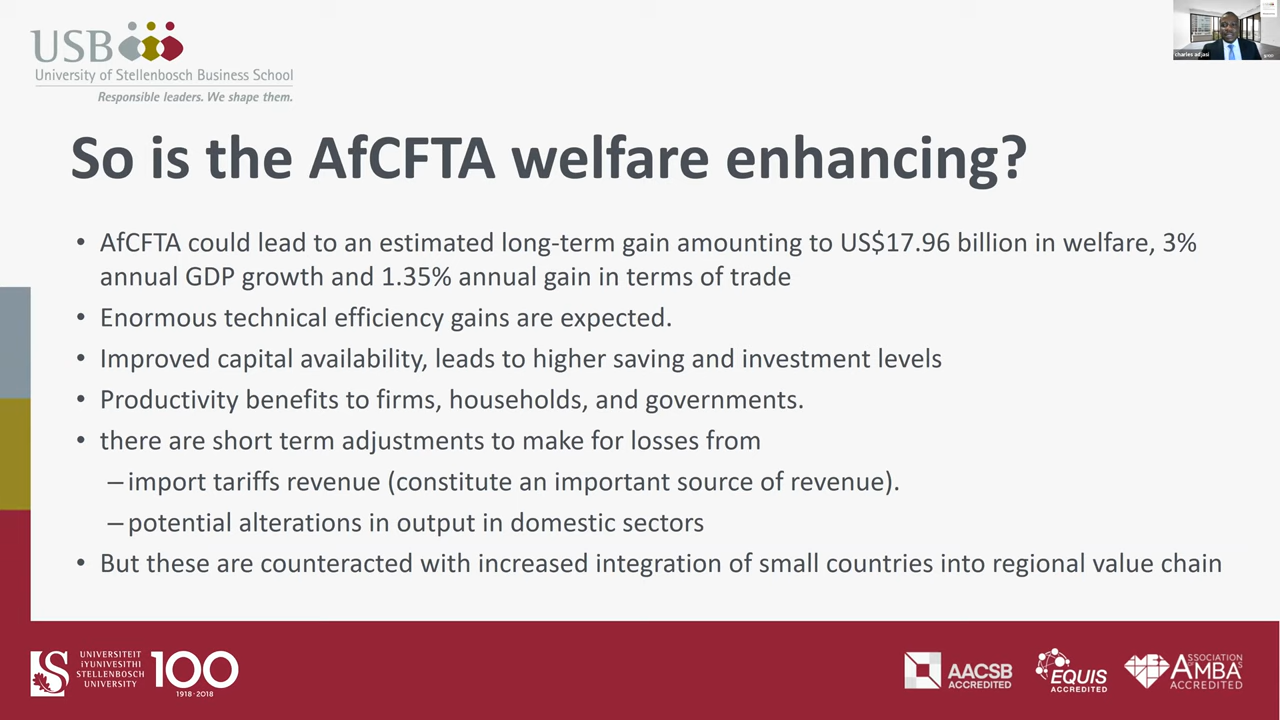 USB
University of Stellenbosch Business School
Responsible leaders. We shape them.
charles adjasi
So is the AfCFTA welfare enhancing?
• AfCFTA could lead to an estimated long-term gain amounting to US$17.96 billion in welfare, 3%
annual GDP growth and 1.35% annual gain in terms of trade
• Enormous technical efficiency gains are expected.
• Improved capital availability, leads to higher saving and investment levels
• Productivity benefits to firms, households, and governments.
• there are short term adjustments to make for losses from
– import tariffs revenue (constitute an important source of revenue).
– potential alterations in output in domestic sectors
• But these are counteracted with increased integration of small countries into regional value chain
UNIVERSITEIT
iYUNIVESITHI
STELLENBOSCH
UNIVERSITY
100
1918·2018
AACSB
ACCREDITED
EQUIS
ACCREDITED
ASSOCIATION
OF
AMBA's
ACCREDITED